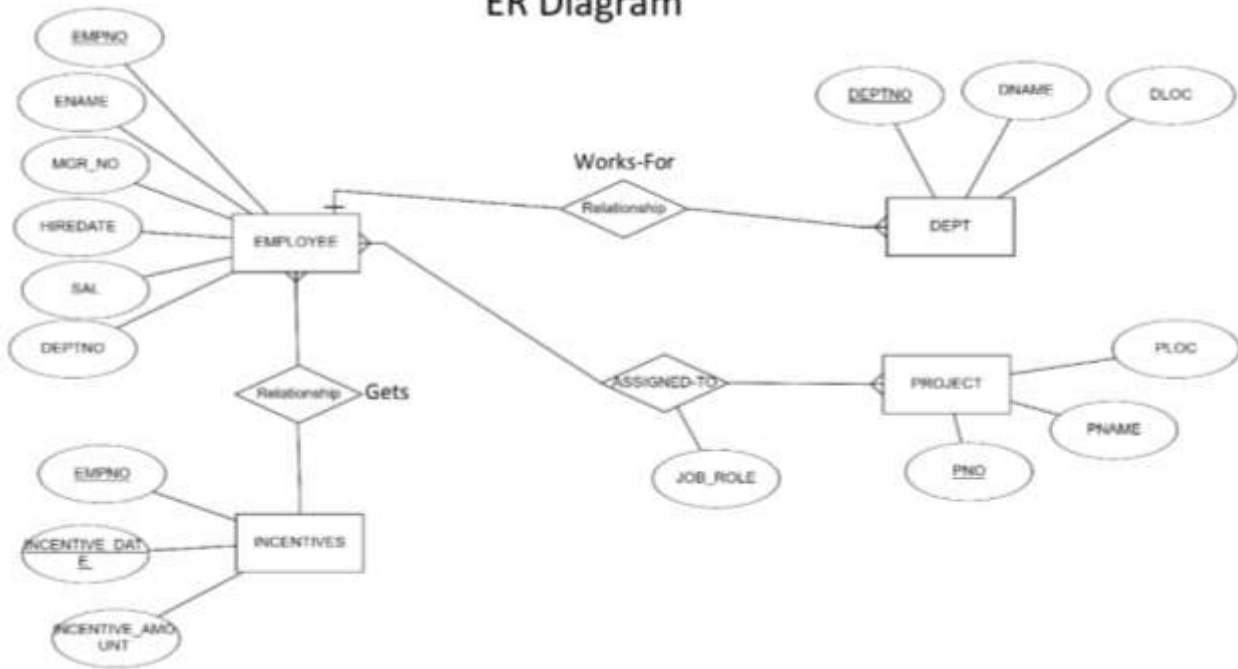 ER Diagram
EMPNO
ENAME
MGR_NO
HIREDATE
SAL
DEPTNO
EMPLOYEE
Works-For
Relationship
DEPTNO
DNAME
DLOC
DEPT
Relationship
Gets
ASSIGNED-TO
JOB_ROLE
PROJECT
PLOC
PNAME
PNO
EMPNO
INCENTIVE_DAT
E
INCENTIVE_AMO
UNT
INCENTIVES